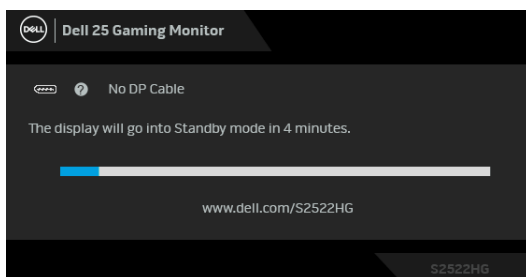 DELL Dell 25 Gaming Monitor
? No DP Cable
The display will go into Standby mode in 4 minutes.
www.dell.com/S2522HG
S2522HG